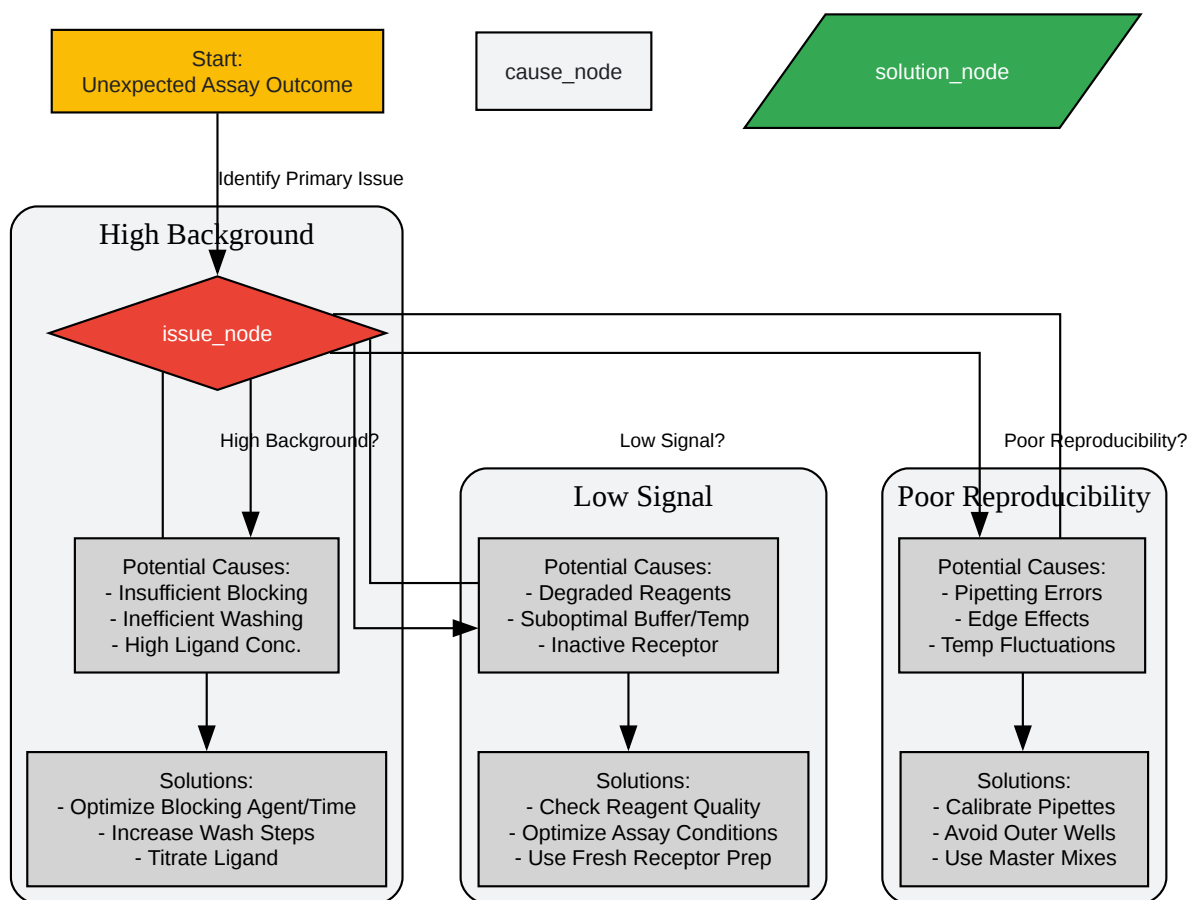 Start:
Unexpected Assay Outcome
cause_node
solution_node
Identify Primary Issue
High Background
issue_node
High Background?
Low Signal?
Poor Reproducibility?
Low Signal
Poor Reproducibility
Potential Causes:
- Insufficient Blocking
- Inefficient Washing
- High Ligand Conc.
Potential Causes:
- Degraded Reagents
- Suboptimal Buffer/Temp
- Inactive Receptor
Potential Causes:
- Pipetting Errors
- Edge Effects
- Temp Fluctuations
Solutions:
- Optimize Blocking Agent/Time
- Increase Wash Steps
- Titrate Ligand
Solutions:
- Check Reagent Quality
- Optimize Assay Conditions
- Use Fresh Receptor Prep
Solutions:
- Calibrate Pipettes
- Avoid Outer Wells
- Use Master Mixes